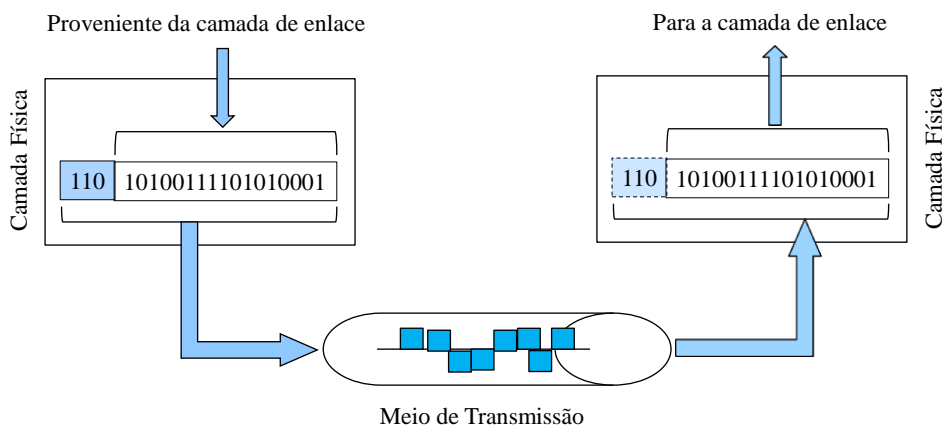 Proveniente da camada de enlace
Para a camada de enlace
Camada Física
110 10100111101010001
110 10100111101010001
Camada Física
Meio de Transmissão